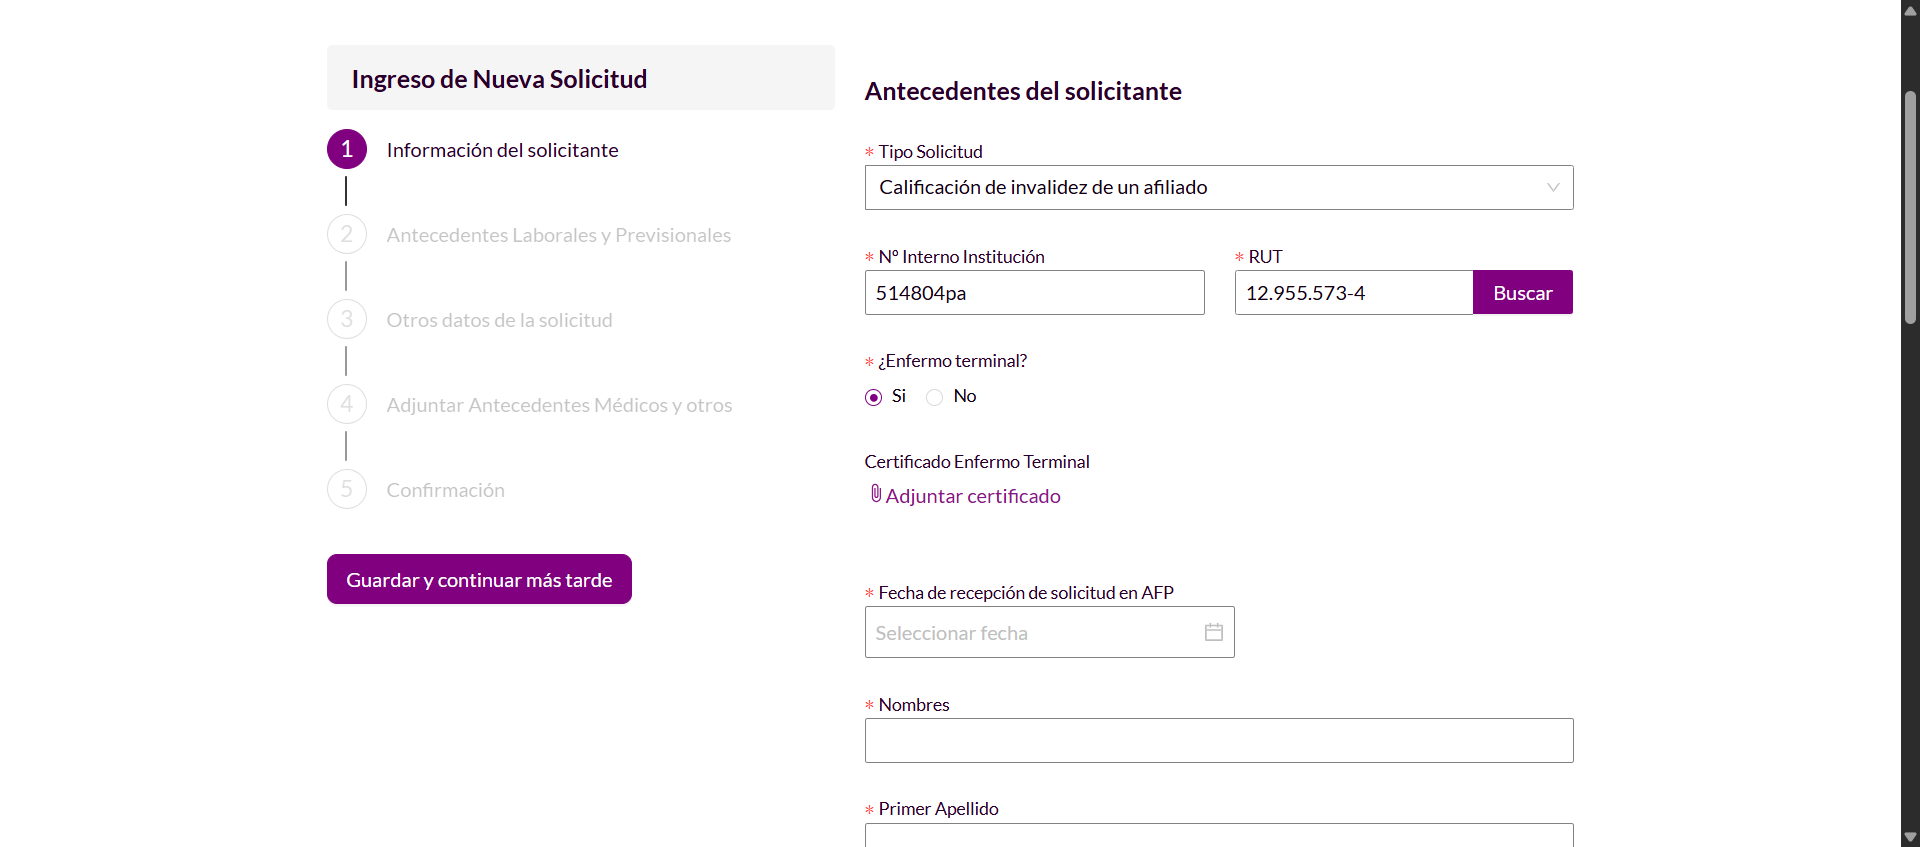 Ingreso de Nueva Solicitud
1 Información del solicitante
2 Antecedentes Laborales y Previsionales
3 Otros datos de la solicitud
4 Adjuntar Antecedentes Médicos y otros
5 Confirmación
Guardar y continuar más tarde
Antecedentes del solicitante
* Tipo Solicitud
Calificación de invalidez de un afiliado
* Nº Interno Institución * RUT
514804pa 12.955.573-4 Buscar
* ¿Enfermo terminal?
Si No
Certificado Enfermo Terminal
Adjuntar certificado
* Fecha de recepción de solicitud en AFP
Seleccionar fecha
* Nombres
* Primer Apellido